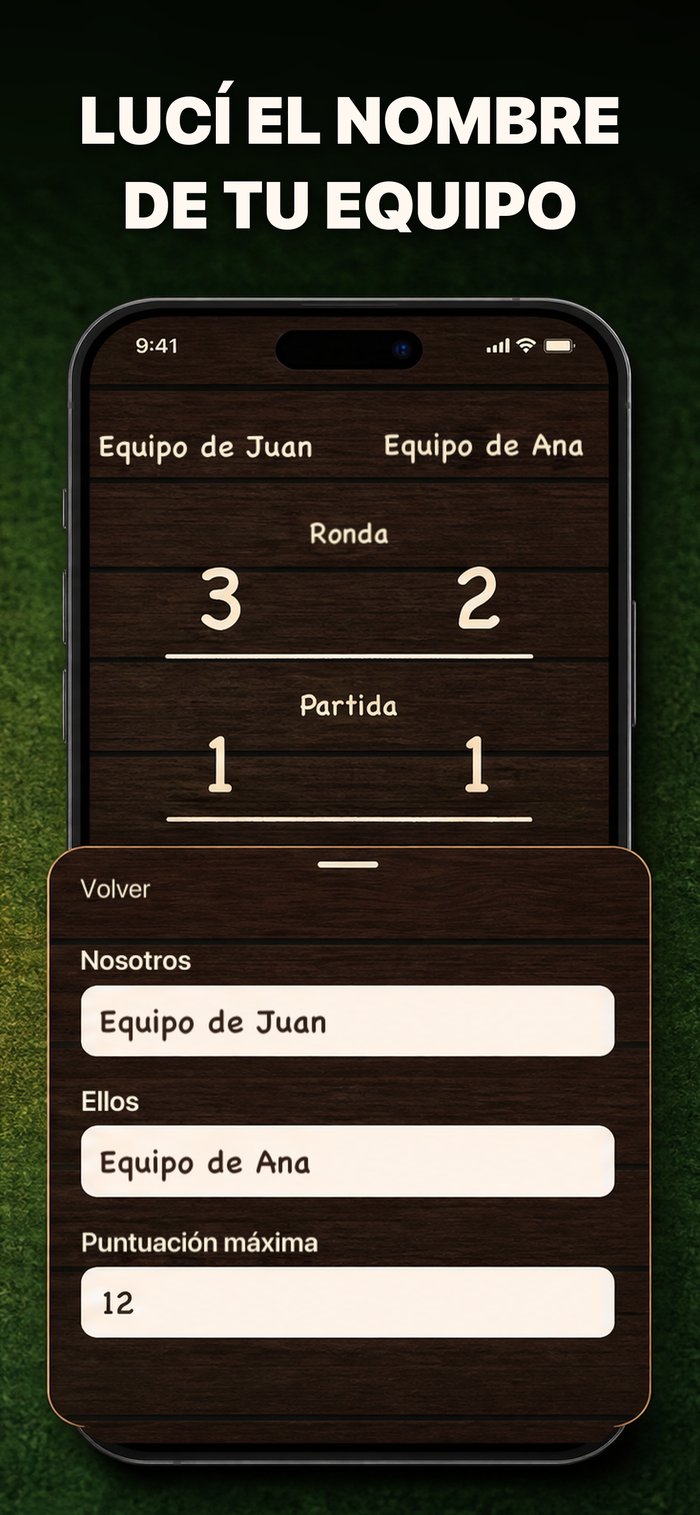 LUCÍ EL NOMBRE
DE TU EQUIPO
9:41
Equipo de Juan
Equipo de Ana
Ronda
3
2
Partida
1
1
Volver
Nosotros
Equipo de Juan
Ellos
Equipo de Ana
Puntuación máxima
12